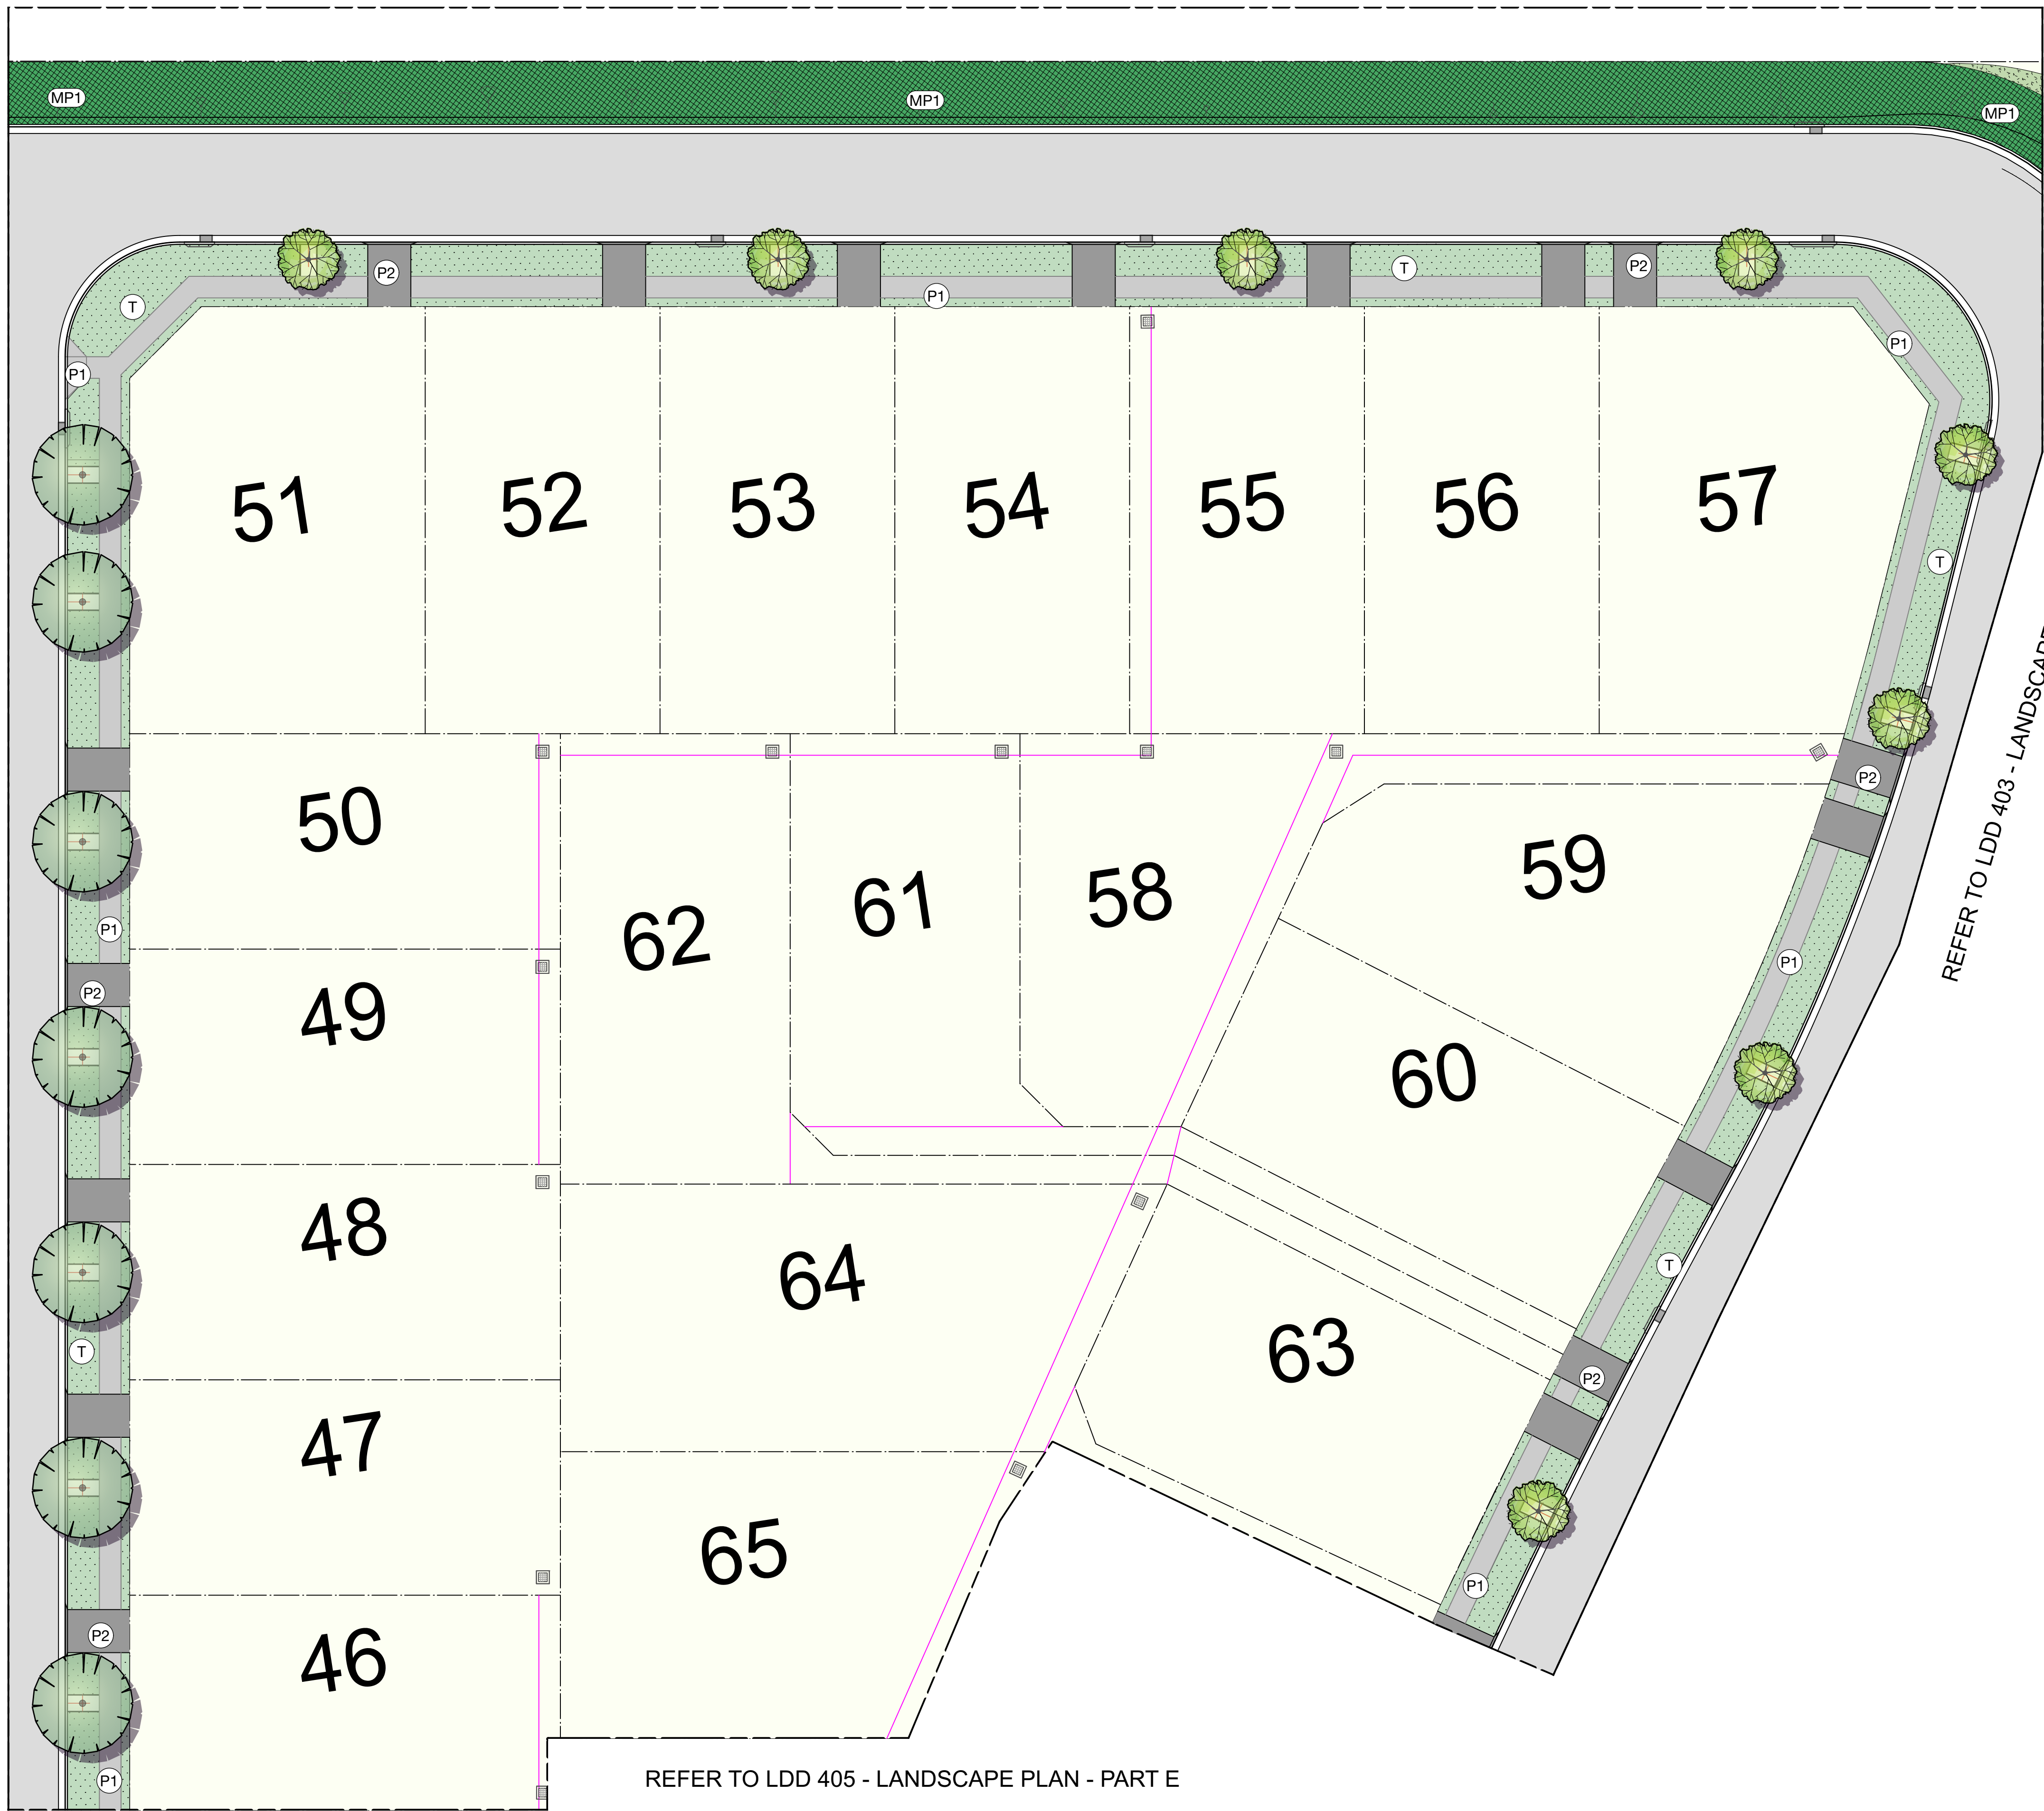 MP1
MP1
MP1
P2
T
P2
P1
T
P1
P1
51
52
53
54
55
56
57
T
50
P2
62
61
58
59
P1
P1
P2
49
60
REFER TO LDD 403 - LANDSCAPE
48
T
64
T
63
P2
47
65
P1
P2
46
P1
REFER TO LDD 405 - LANDSCAPE PLAN - PART E